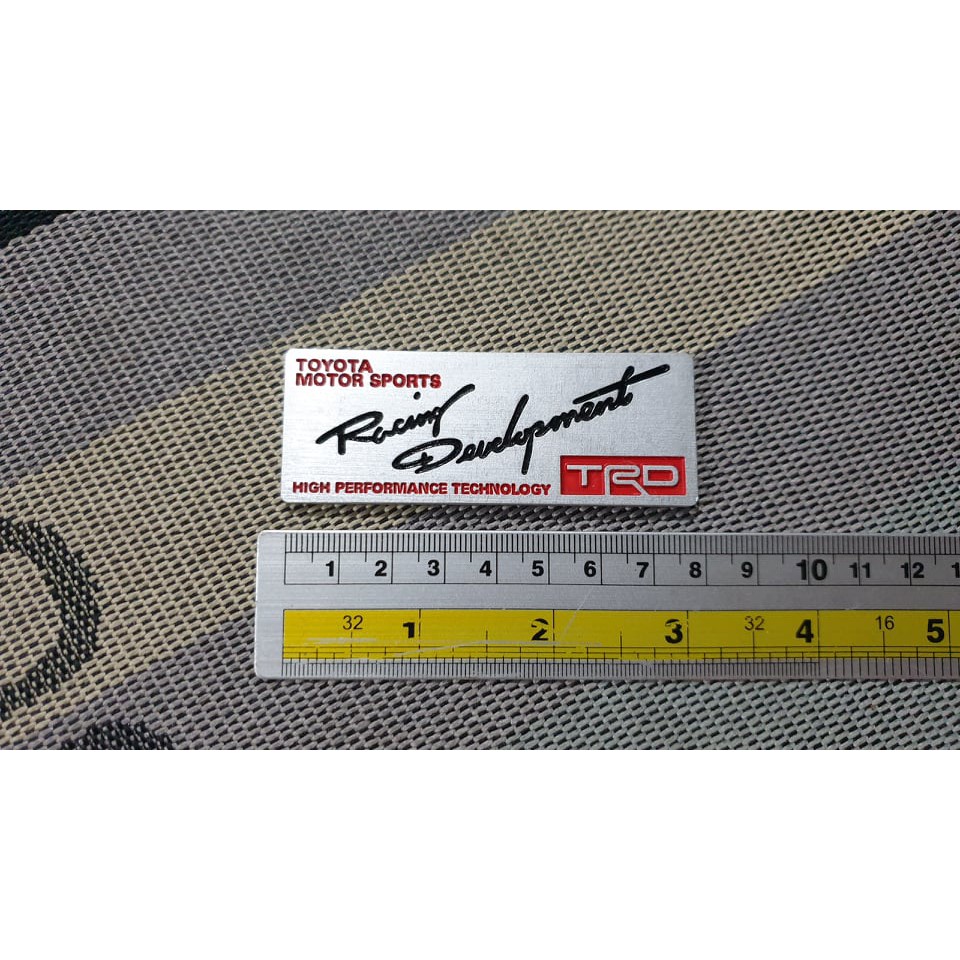 TOYOTA
MOTOR SPORTS
Racing
Development
HIGH PERFORMANCE TECHNOLOGY
TRD
1 2 3 4 5 6 7 8 9 10 11 12
32 1 2 3 32 4 16 5